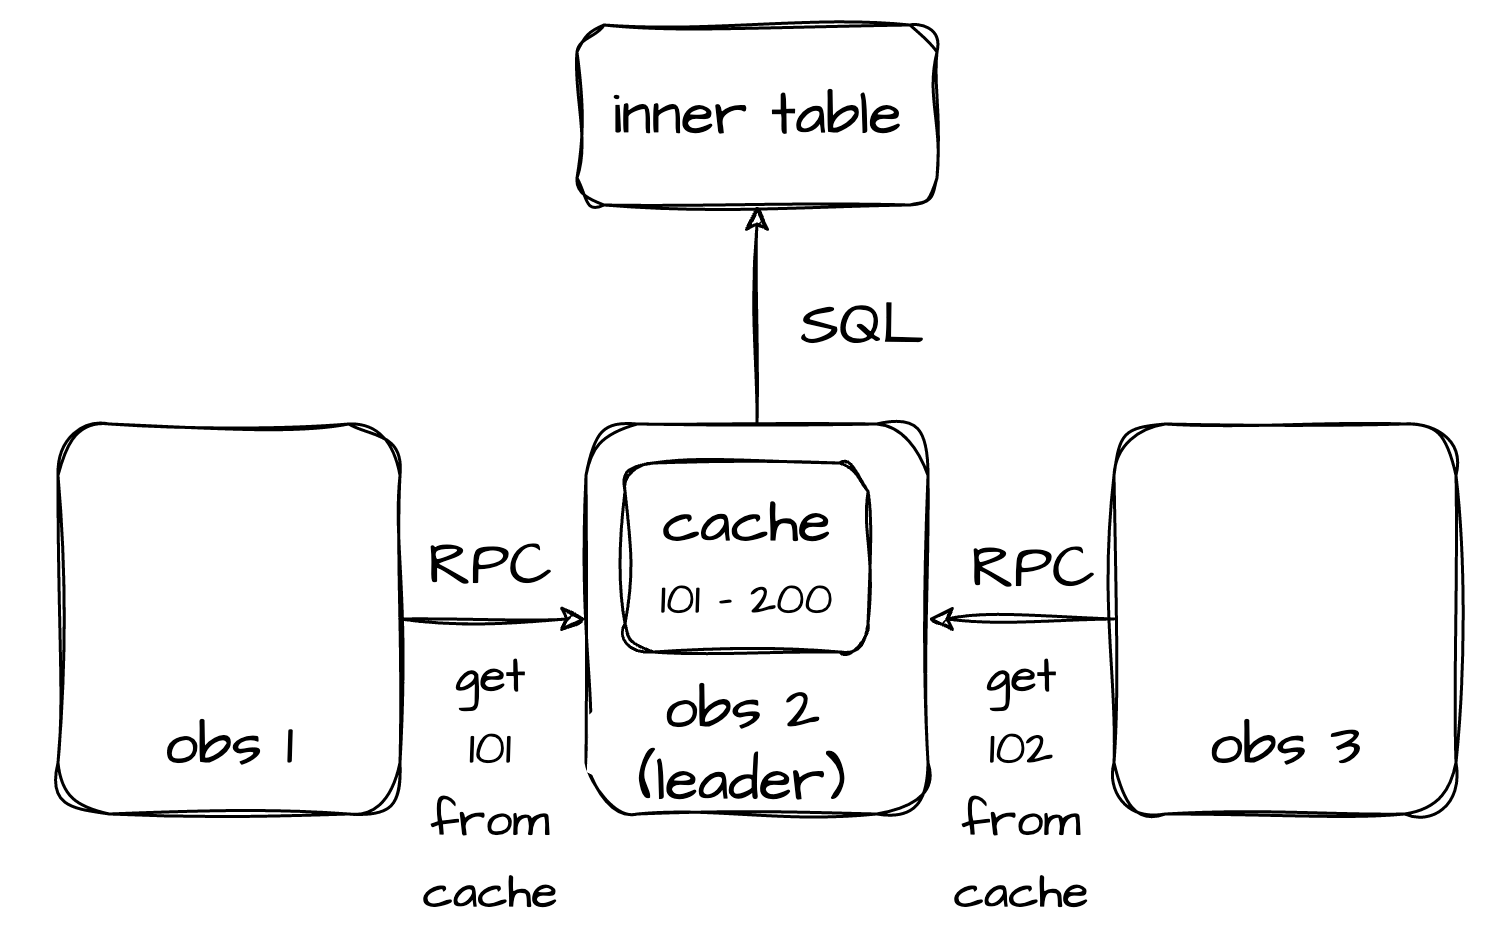 inner table
SQL
RPC
get
101
from
cache
obs 1
cache
101 - 200
obs 2
(leader)
RPC
get
102
from
cache
obs 3